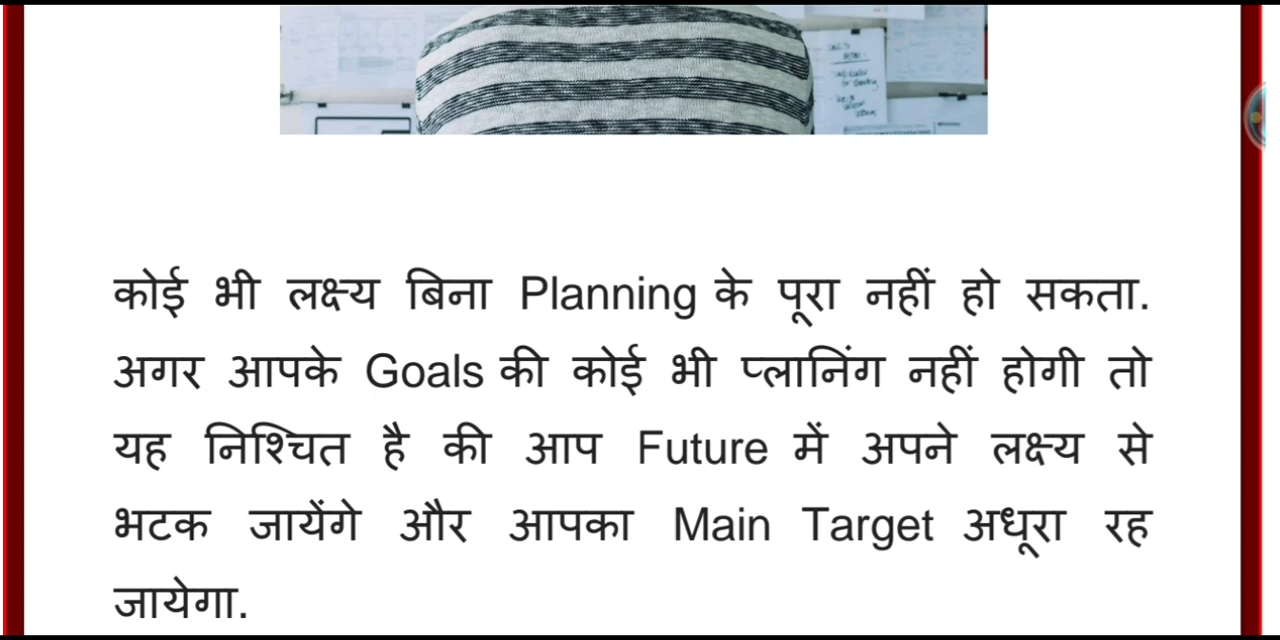 कोई भी लक्ष्य बिना Planning के पूरा नहीं हो सकता.
अगर आपके Goals की कोई भी प्लानिंग नहीं होगी तो
यह निश्चित है की आप Future में अपने लक्ष्य से
भटक जायेंगे और आपका Main Target अधूरा रह
जायेगा.